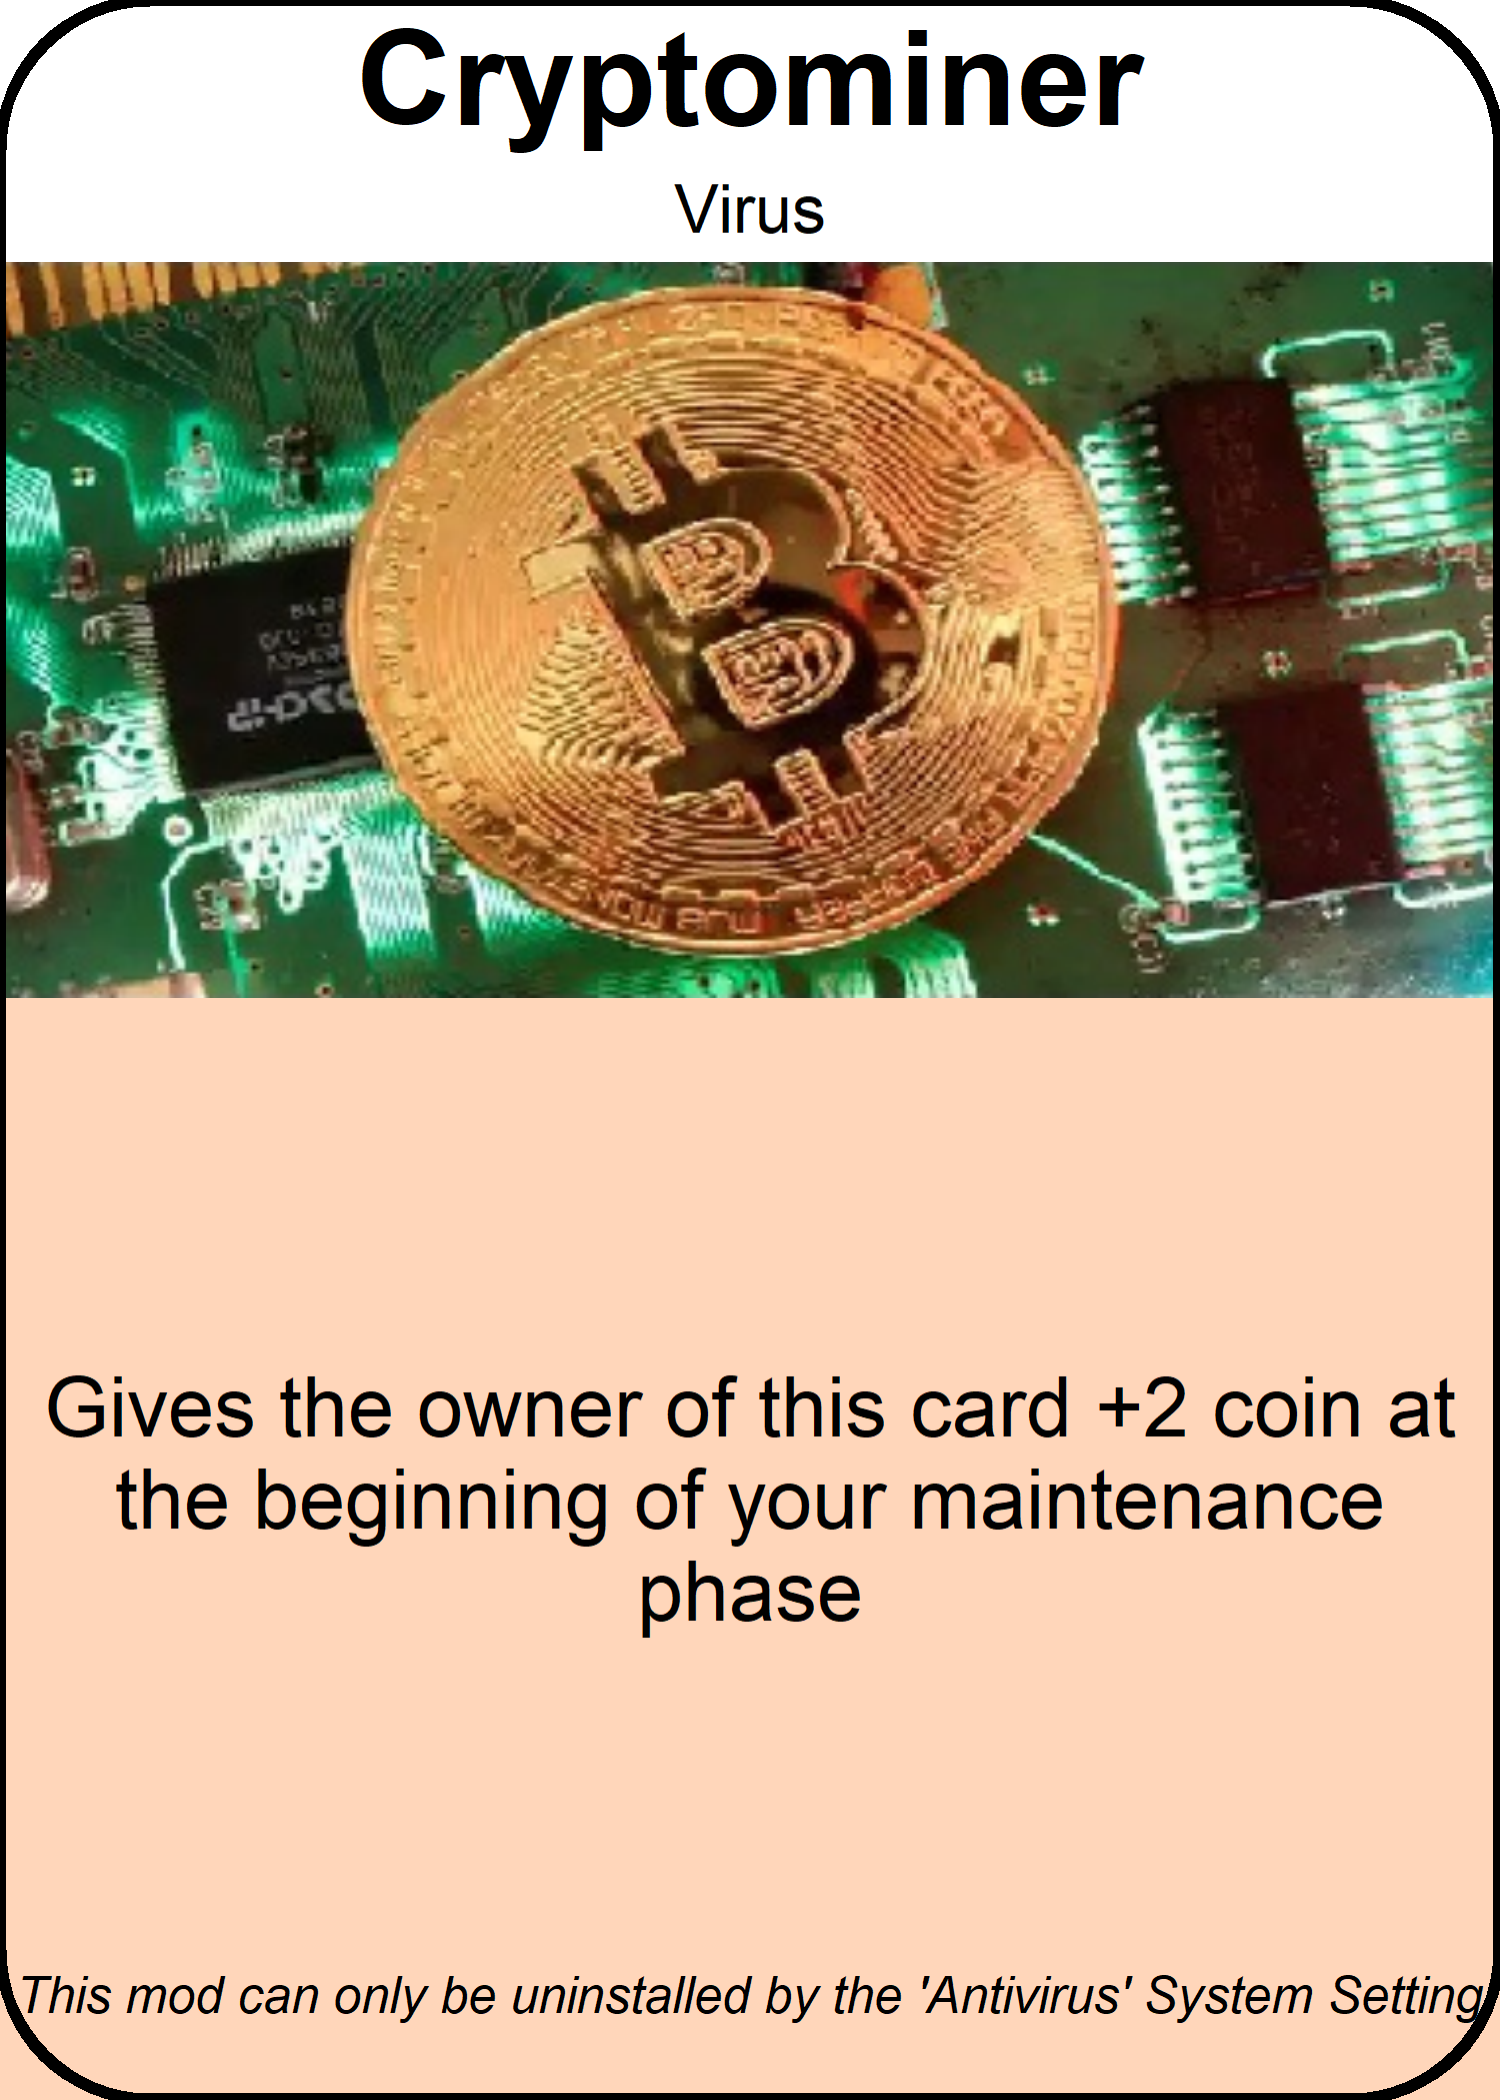 Cryptominer
Virus
Gives the owner of this card +2 coin at
the beginning of your maintenance
phase
This mod can only be uninstalled by the 'Antivirus' System Setting